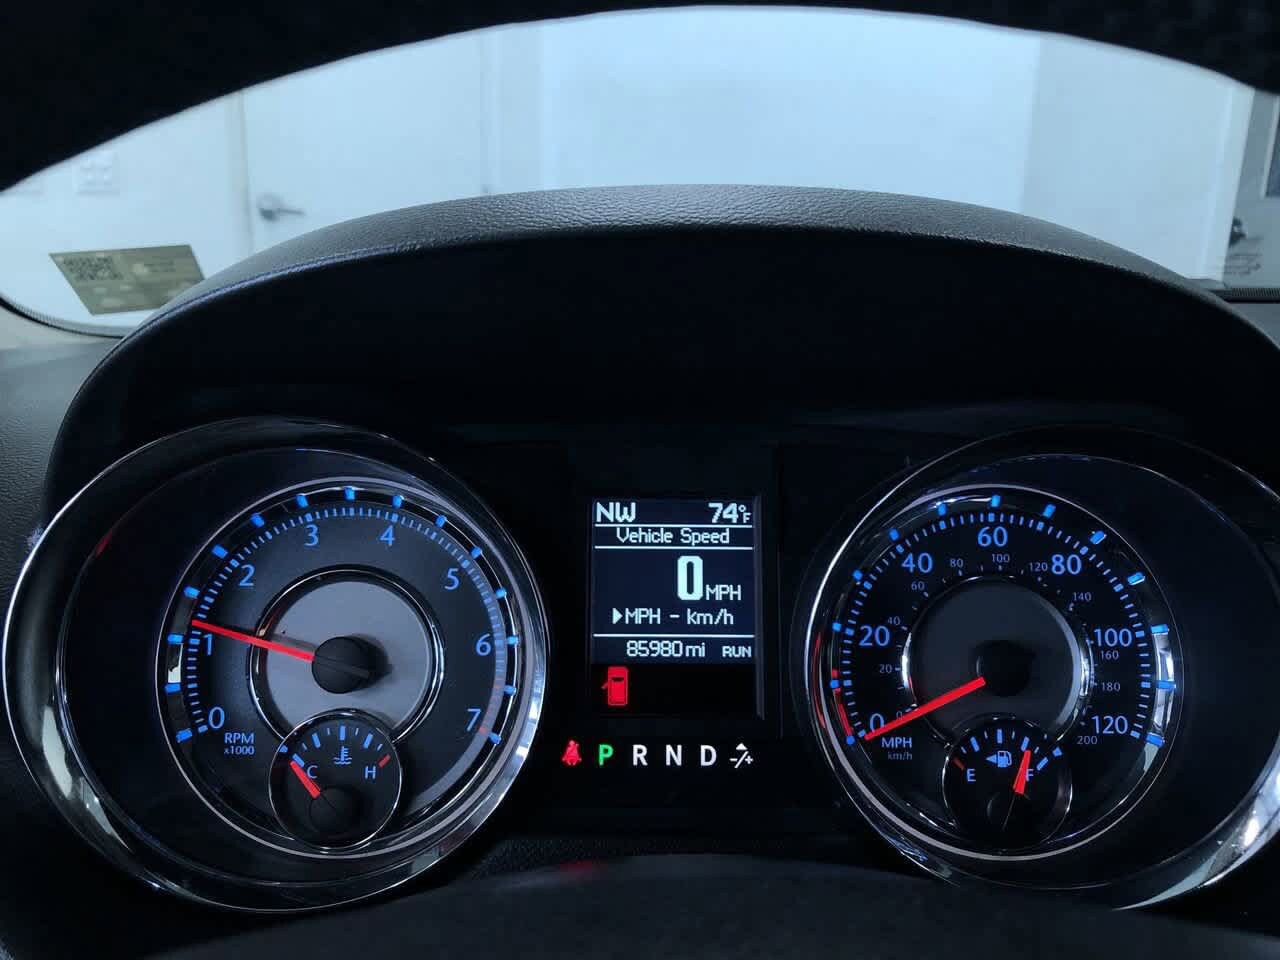 NW 74°F
Vehicle Speed
0 MPH
▶MPH - km/h
85980 mi RUN
P R N D -/+
0 1 2 3 4 5 6 7
RPM
x1000
C H
0 20 40 60 80 100 120
20 40 60 80 100 120 140 160 180 200
MPH
km/h
E F